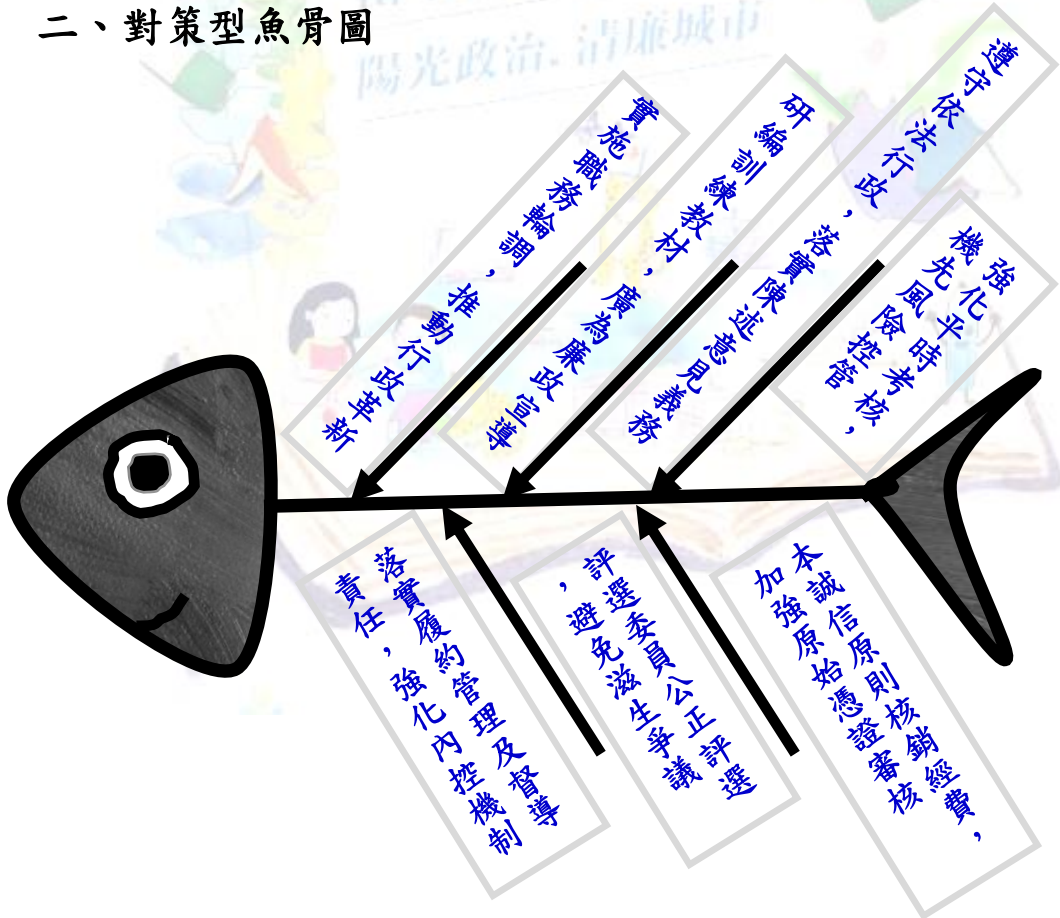 二、對策型魚骨圖
陽光政治.清廉城市
實施職務輪調，推動行政革新
研編訓練教材，廣為廉政宣導
遵守依法行政，落實陳述意見義務
強化平時考核，
機先風險控管
落實履約管理及督導
責任，強化內控機制
評選委員公正評選
，避免滋生爭議
本誠信原則核銷經費，
加強原始憑證審核